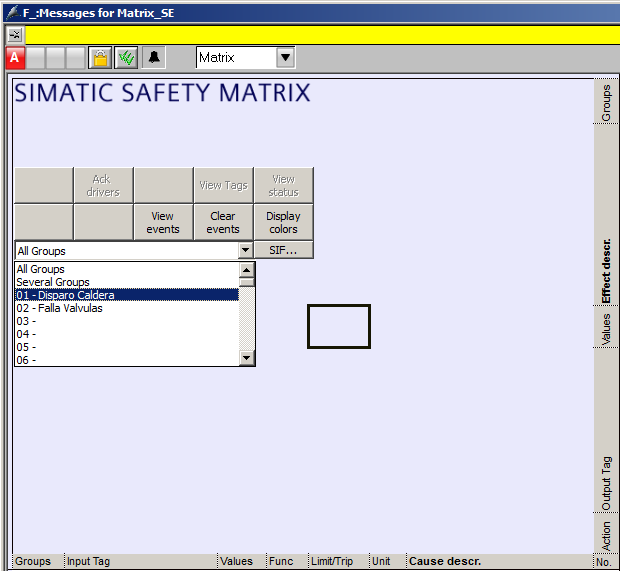 F_:Messages for Matrix_SE
A
Matrix
SIMATIC SAFETY MATRIX
Ack drivers
View Tags
View status
View events
Clear events
Display colors
All Groups
SIF...
All Groups
Several Groups
01 - Disparo Caldera
02 - Falla Valvulas
03 -
04 -
05 -
06 -
Groups
Effect descr.
Values
Output Tag
Action
Groups Input Tag Values Func Limit/Trip Unit Cause descr. No.